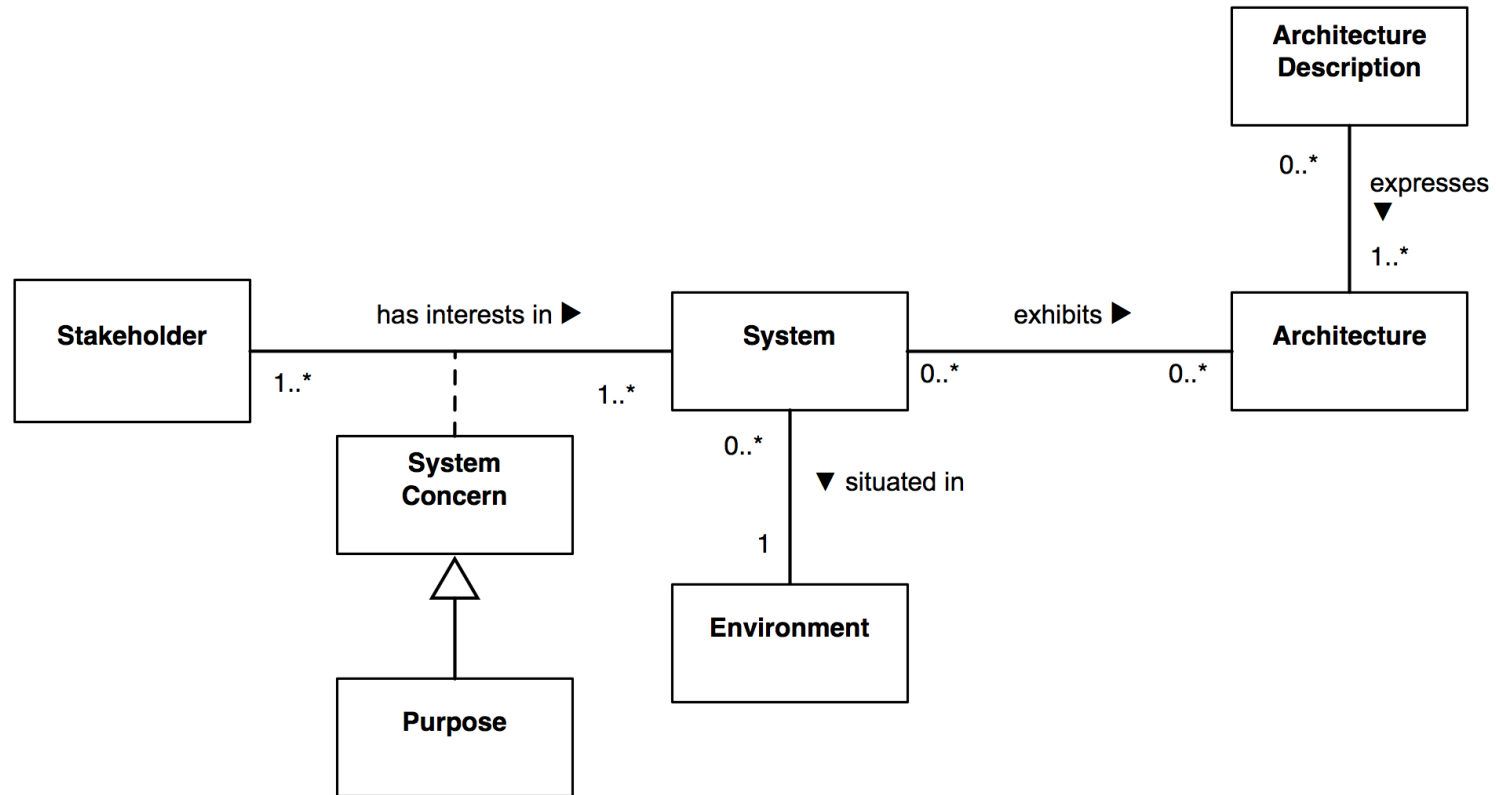 Architecture
Description
0..*
expresses
▼
1..*
Stakeholder
has interests in ▶
System
exhibits ▶
Architecture
1..*
1..*
0..*
0..*
System
Concern
0..*
▼ situated in
1
Environment
Purpose